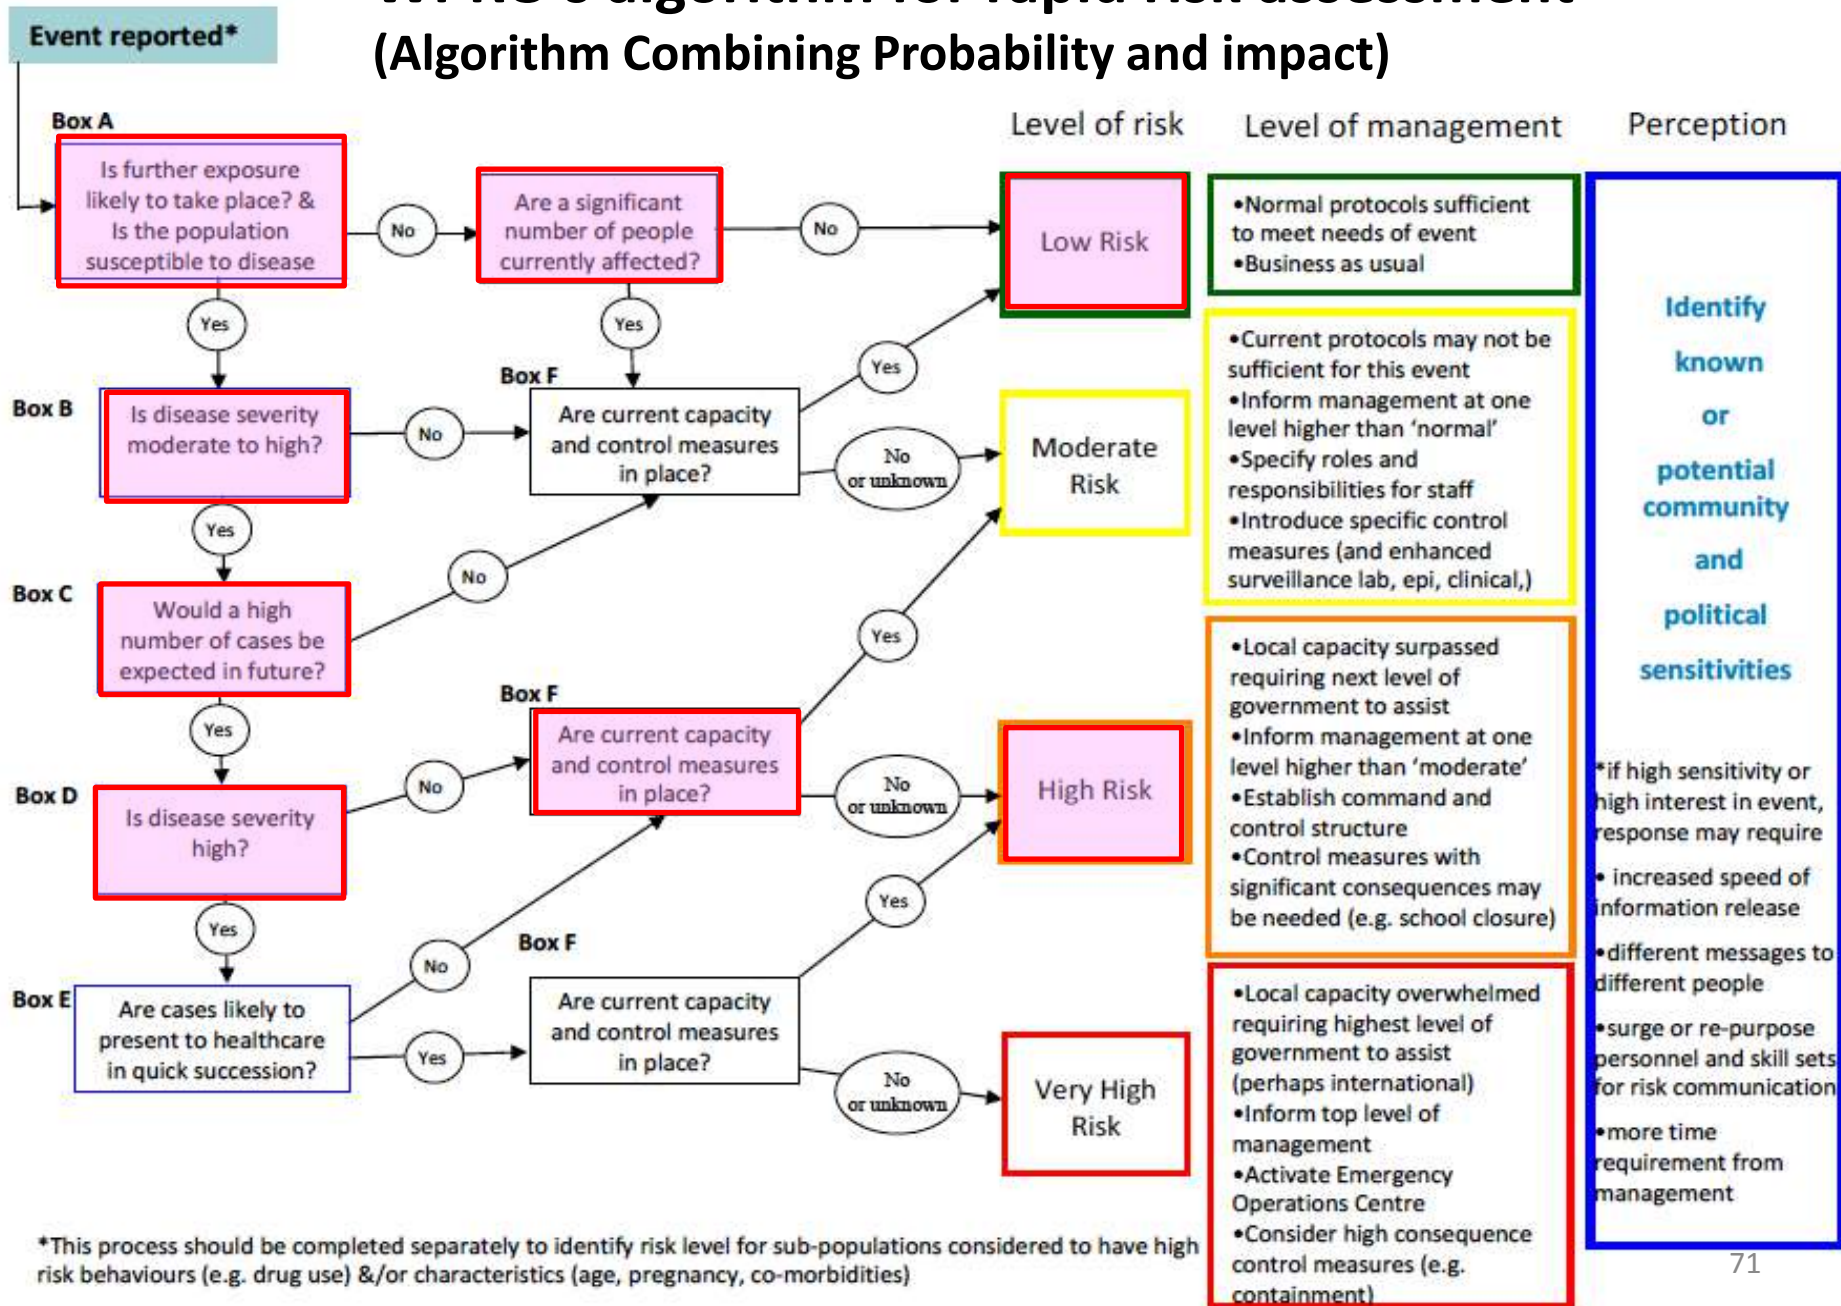 WPRO's algorithm for rapid risk assessment
(Algorithm Combining Probability and impact)
Event reported*
Box A
Is further exposure
likely to take place? &
Is the population
susceptible to disease
No
Are a significant
number of people
currently affected?
No
Yes
Yes
Box B
Is disease severity
moderate to high?
No
Box F
Are current capacity
and control measures
in place?
Yes
No
or unknown
Yes
Box C
Would a high
number of cases be
expected in future?
No
Yes
Box D
Is disease severity
high?
No
Box F
Are current capacity
and control measures
in place?
Yes
No
or unknown
Yes
Box E
Are cases likely to
present to healthcare
in quick succession?
No
Yes
Box F
Are current capacity
and control measures
in place?
Yes
No
or unknown
Level of risk
Low Risk
Moderate
Risk
High Risk
Very High
Risk
Level of management
•Normal protocols sufficient
to meet needs of event
•Business as usual
•Current protocols may not be
sufficient for this event
•Inform management at one
level higher than ‘normal’
•Specify roles and
responsibilities for staff
•Introduce specific control
measures (and enhanced
surveillance lab, epi, clinical,)
•Local capacity surpassed
requiring next level of
government to assist
•Inform management at one
level higher than ‘moderate’
•Establish command and
control structure
•Control measures with
significant consequences may
be needed (e.g. school closure)
•Local capacity overwhelmed
requiring highest level of
government to assist
(perhaps international)
•Inform top level of
management
•Activate Emergency
Operations Centre
•Consider high consequence
control measures (e.g.
containment)
Perception
Identify
known
or
potential
community
and
political
sensitivities
*if high sensitivity or
high interest in event,
response may require
• increased speed of
information release
•different messages to
different people
•surge or re-purpose
personnel and skill sets
for risk communication
•more time
requirement from
management
*This process should be completed separately to identify risk level for sub-populations considered to have high
risk behaviours (e.g. drug use) &/or characteristics (age, pregnancy, co-morbidities)
71